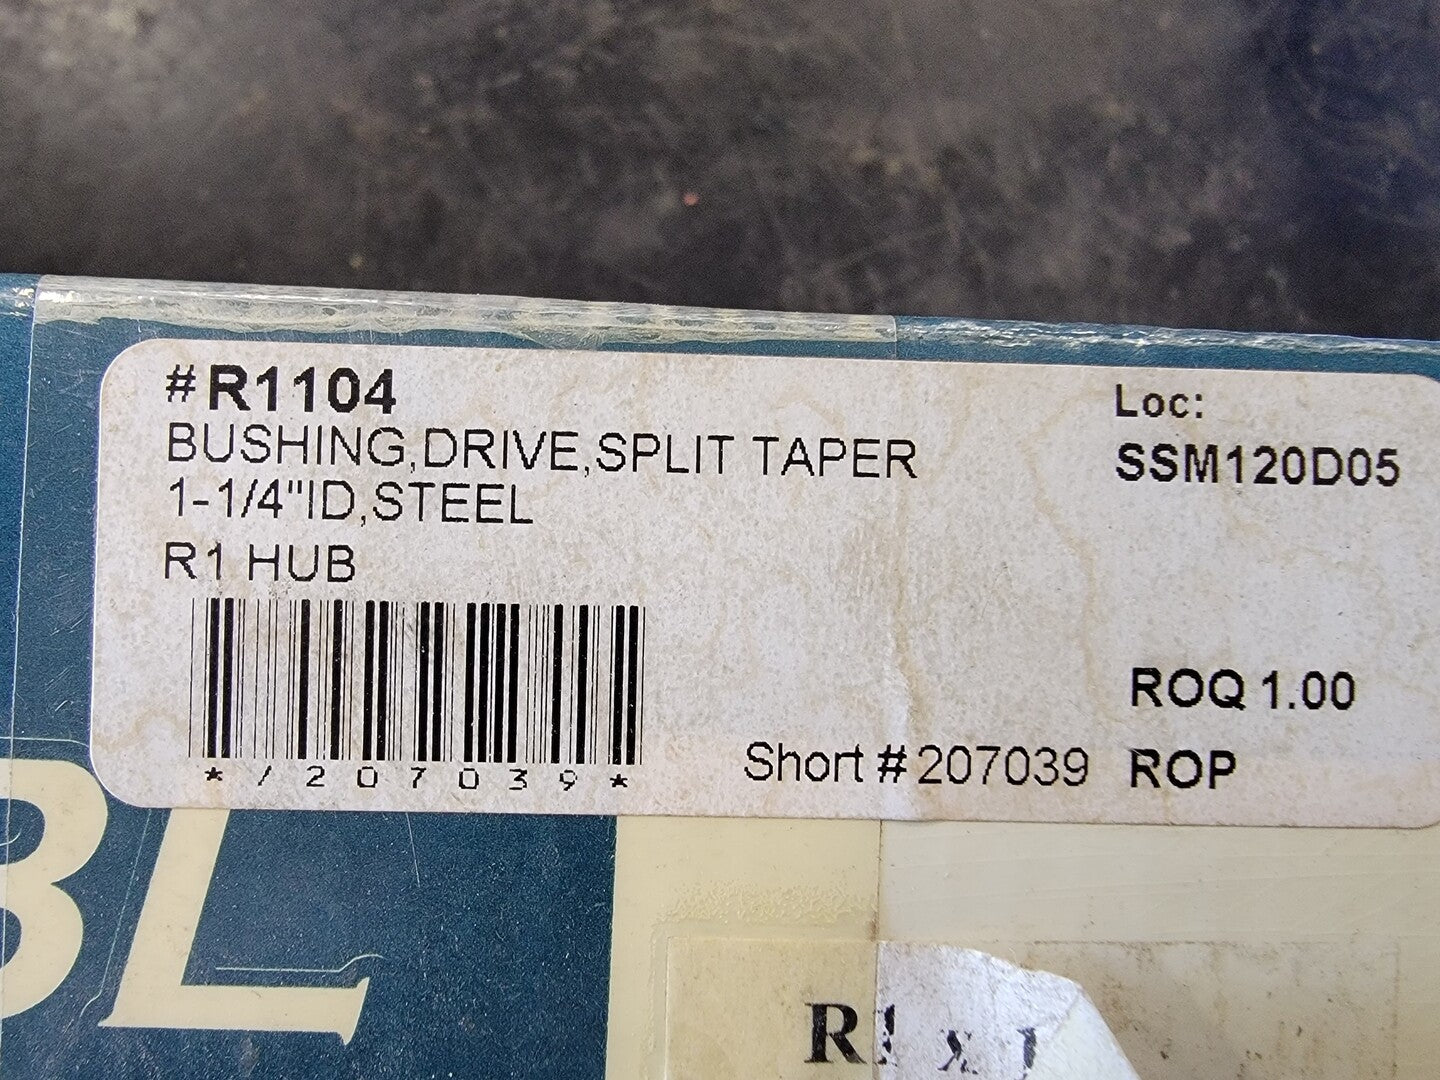 #R1104
BUSHING,DRIVE,SPLIT TAPER
1-1/4"ID,STEEL
R1 HUB
*/207039*
Loc:
SSM120D05
ROQ 1.00
Short # 207039 ROP
BL